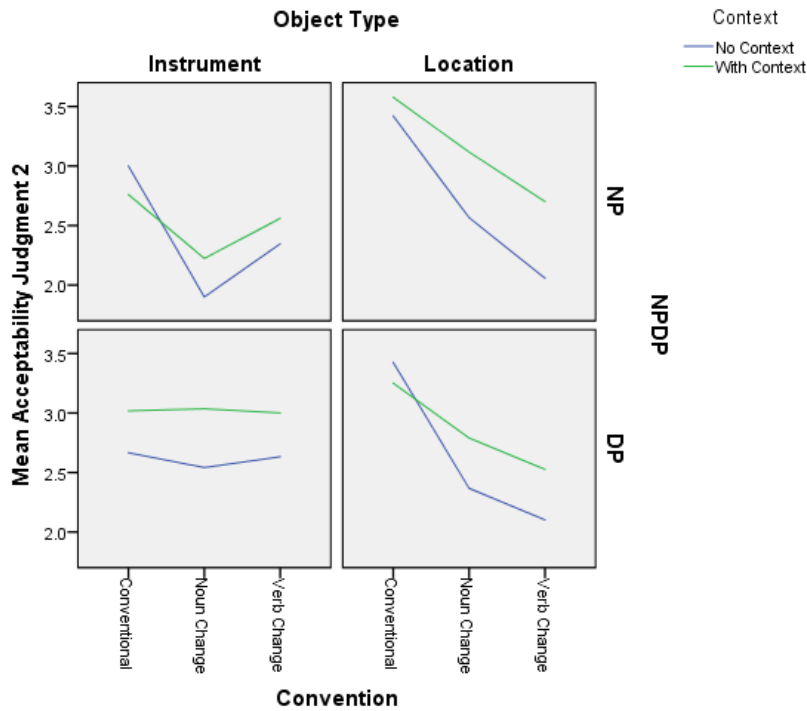 Object Type
Context
No Context
With Context
Instrument
Location
Mean Acceptability Judgment 2
3.5
3.0
2.5
2.0
NP
3.5
3.0
2.5
2.0
DP
NPDP
Conventional
Noun Change
Verb Change
Conventional
Noun Change
Verb Change
Convention